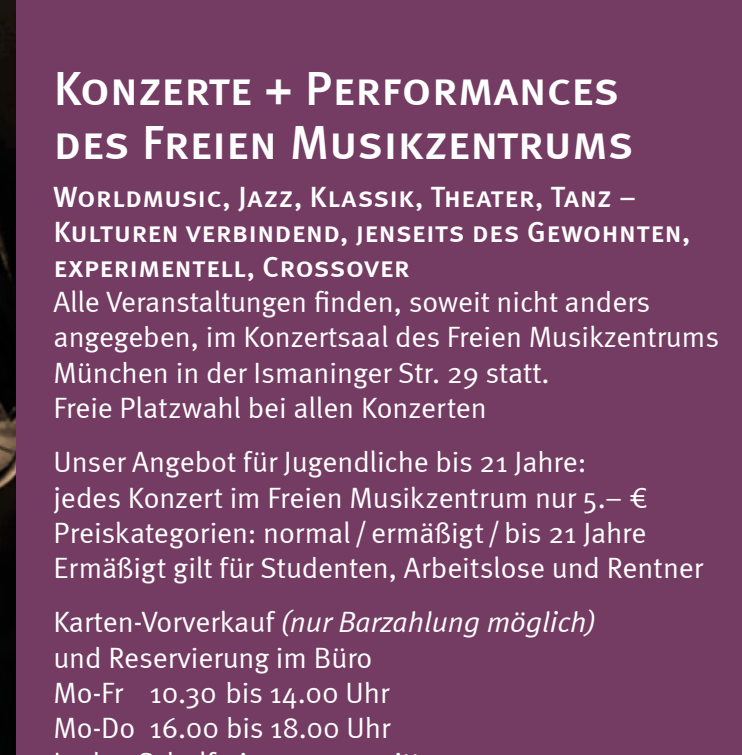 Konzerte + Performances
des Freien Musikzentrums
Worldmusic, Jazz, Klassik, Theater, Tanz –
Kulturen verbindend, jenseits des Gewohnten,
experimentell, Crossover
Alle Veranstaltungen finden, soweit nicht anders
angegeben, im Konzertsaal des Freien Musikzentrums
München in der Ismaninger Str. 29 statt.
Freie Platzwahl bei allen Konzerten
Unser Angebot für Jugendliche bis 21 Jahre:
jedes Konzert im Freien Musikzentrum nur 5.– €
Preiskategorien: normal / ermäßigt / bis 21 Jahre
Ermäßigt gilt für Studenten, Arbeitslose und Rentner
Karten-Vorverkauf (nur Barzahlung möglich)
und Reservierung im Büro
Mo-Fr 10.30 bis 14.00 Uhr
Mo-Do 16.00 bis 18.00 Uhr